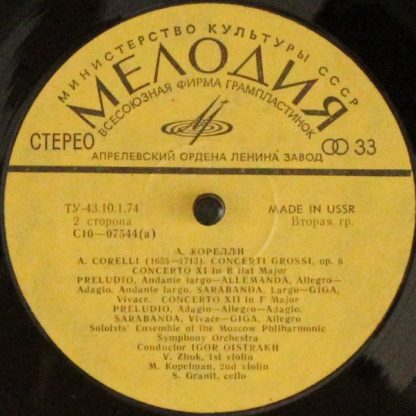 МИНИСТЕРСТВО КУЛЬТУРЫ СССР
МЕЛОДИЯ
ВСЕСОЮЗНАЯ ФИРМА ГРАМПЛАСТИНОК
СТЕРЕО
33
АПРЕЛЕВСКИЙ ОРДЕНА ЛЕНИНА ЗАВОД
ТУ-43.10.1.74
MADE IN USSR
2 сторона
Вторая, гр.
С10—07544(а)
А. КОРЕЛЛИ
A. CORELLI (1653—1713). CONCERTI GROSSI, op. 6
CONCERTO XI in B flat Major
PRELUDIO, Andante largo—ALLEMANDA, Allegro—
Adagio, Andante largo, SARABANDA, Largo—GIGA,
Vivace. CONCERTO XII in F Major
PRELUDIO, Adagio—Allegro—Adagio,
SARABANDA, Vivace—GIGA, Allegro
Soloists' Ensemble of the Moscow Philharmonic
Symphony Orchestra
Conductor IGOR OISTRAKH
V. Zhuk, 1st violin
M. Kopelman, 2nd violin
S. Granit, cello